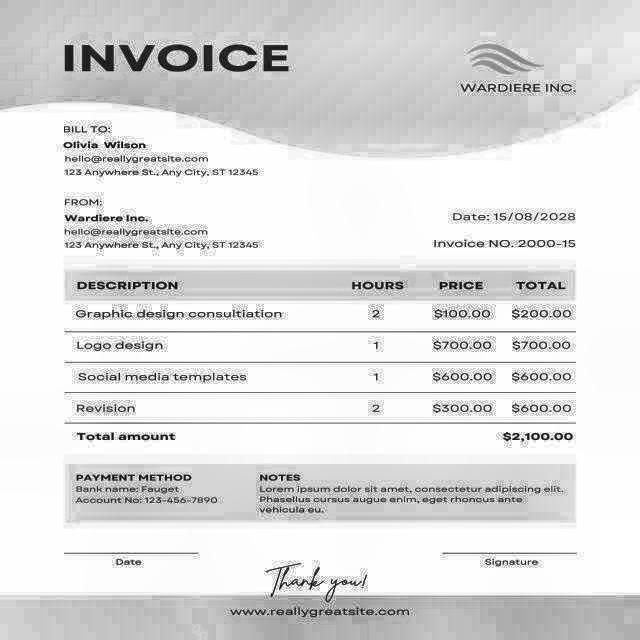 INVOICE
WARDIERE INC.
BILL TO:
Olivia Wilson
hello@reallygreatsite.com
123 Anywhere St., Any City, ST 12345
FROM:
Wardiere Inc.
hello@reallygreatsite.com
123 Anywhere St., Any City, ST 12345
Date: 15/08/2028
Invoice NO. 2000-15
DESCRIPTION HOURS PRICE TOTAL
Graphic design consultiation 2 $100.00 $200.00
Logo design 1 $700.00 $700.00
Social media templates 1 $600.00 $600.00
Revision 2 $300.00 $600.00
Total amount $2,100.00
PAYMENT METHOD
Bank name: Fauget
Account No: 123-456-7890
NOTES
Lorem ipsum dolor sit amet, consectetur adipiscing elit.
Phasellus cursus augue enim, eget rhoncus ante
vehicula eu.
Date
Signature
Thank you!
www.reallygreatsite.com